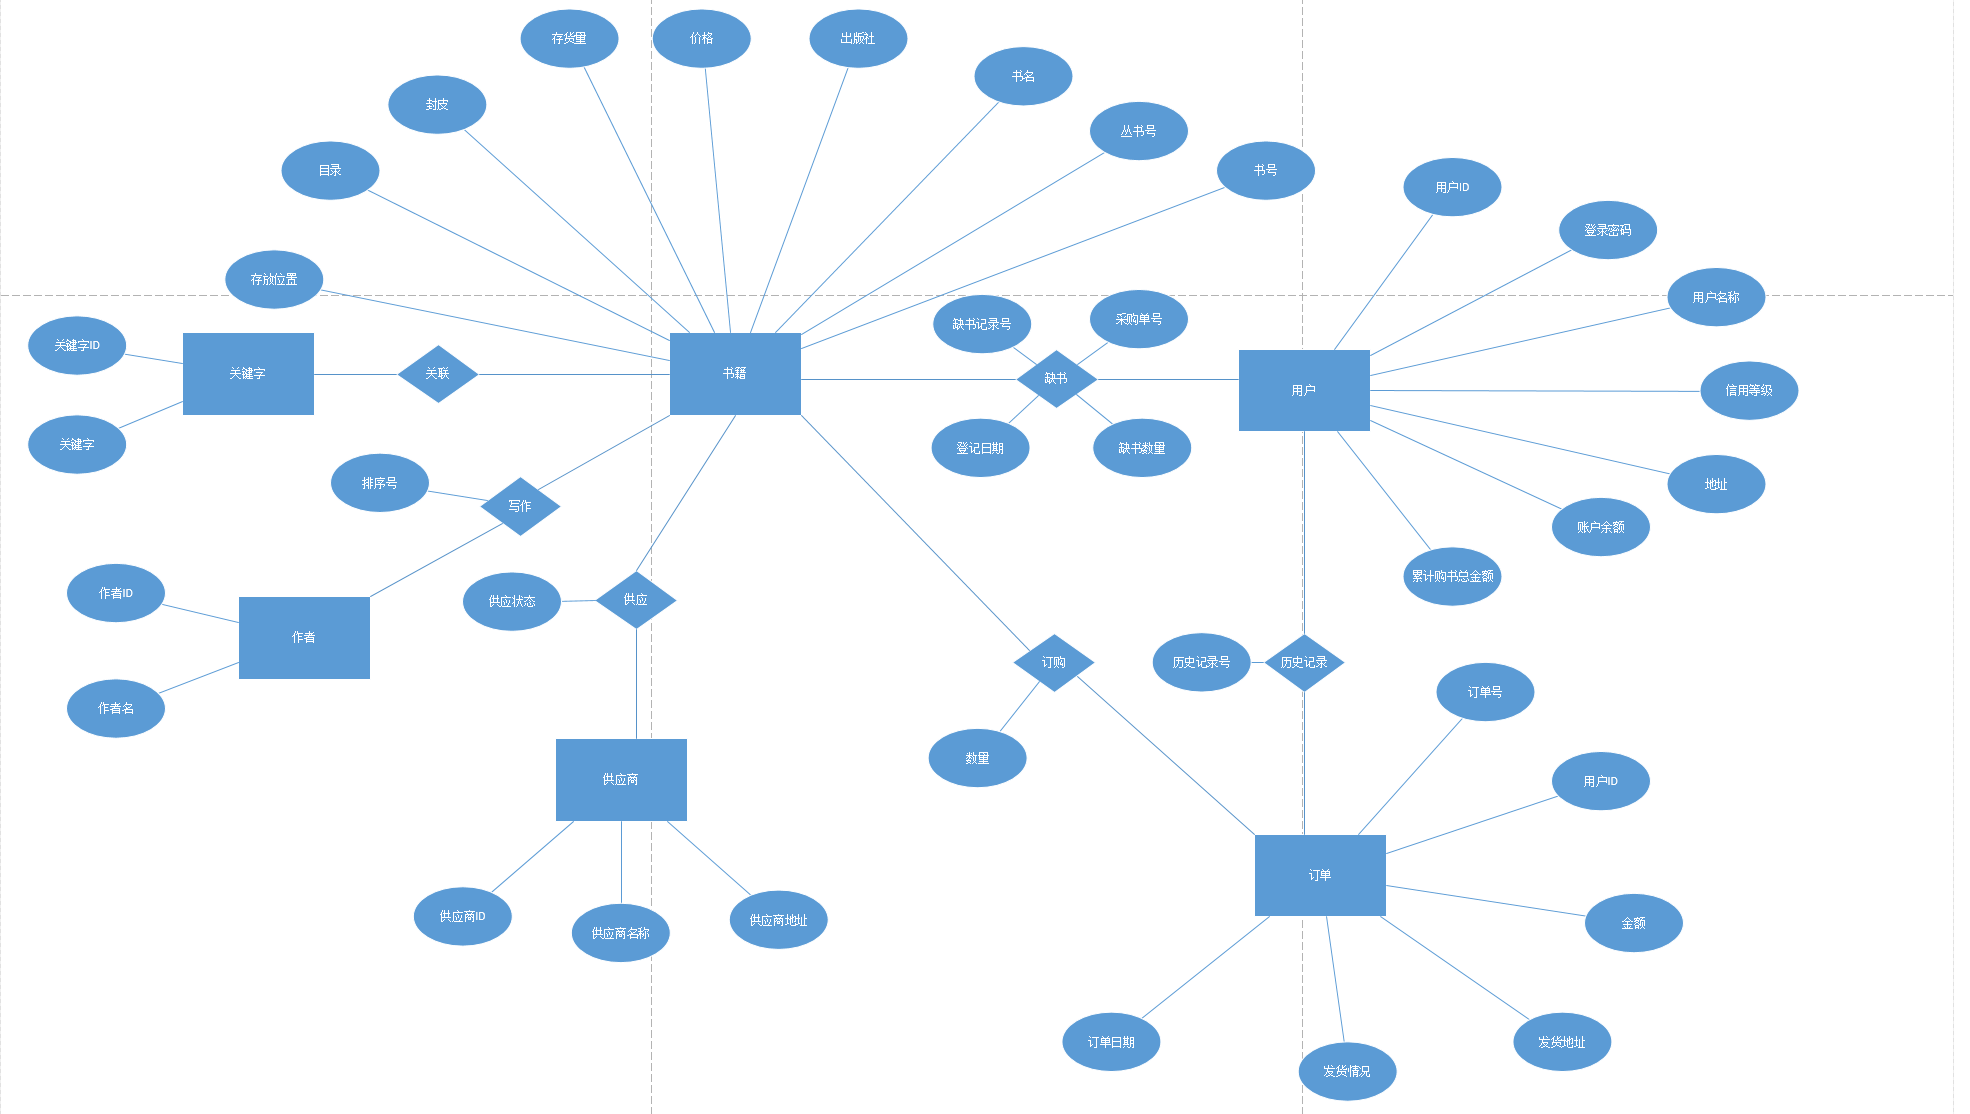 存货量
价格
出版社
书名
封皮
丛书号
目录
书号
用户ID
登录密码
存放位置
用户名称
缺书记录号
采购单号
关键字ID
关键字
关联
书籍
缺书
用户
信用等级
关键字
登记日期
缺书数量
排序号
写作
地址
账户余额
累计购书总金额
作者ID
供应状态
供应
作者
订购
历史记录号
历史记录
订单号
作者名
数量
供应商
用户ID
订单
供应商ID
供应商名称
供应商地址
金额
订单日期
发货情况
发货地址